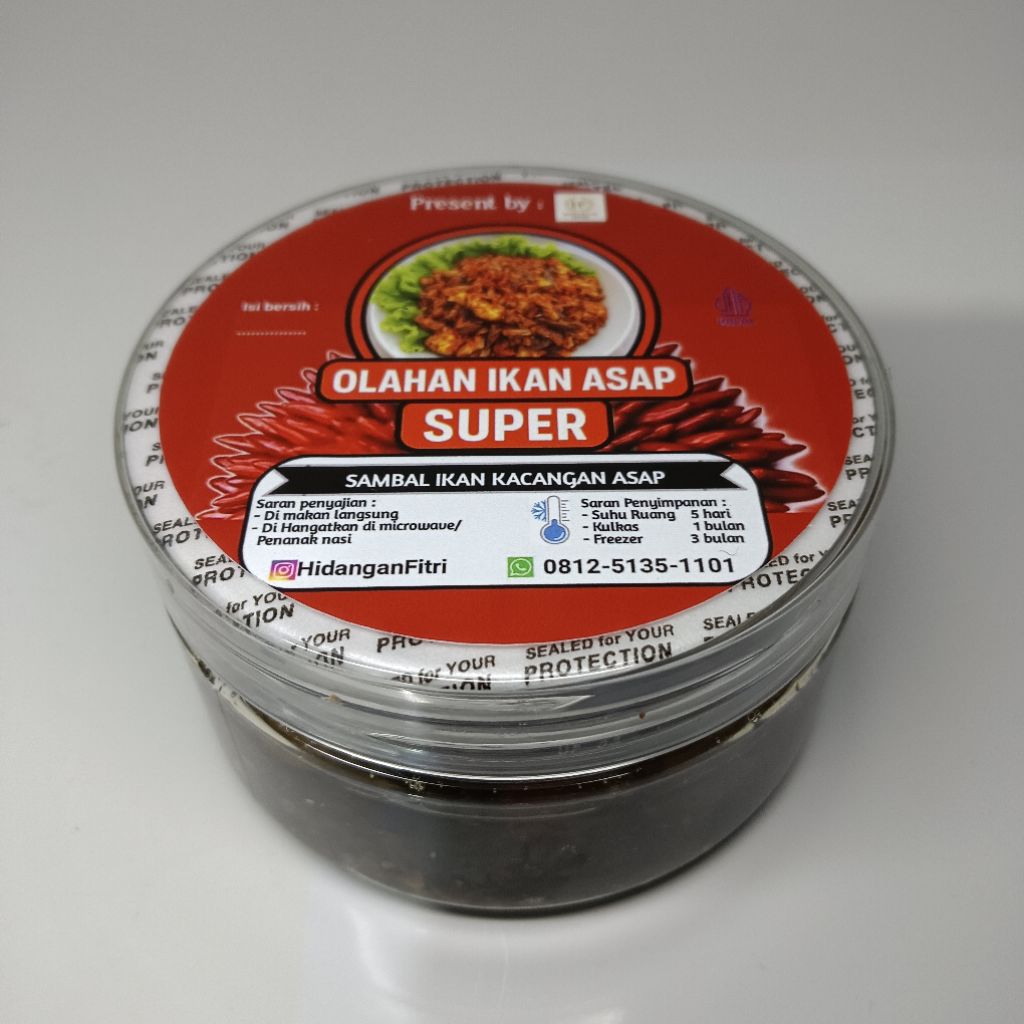 Present by :
Isi bersih :
..............
OLAHAN IKAN ASAP
SUPER
SAMBAL IKAN KACANGAN ASAP
Saran penyajian :
- Di makan langsung
- Di Hangatkan di microwave/
Penanak nasi
Saran Penyimpanan :
- Suhu Ruang 5 hari
- Kulkas 1 bulan
- Freezer 3 bulan
HidanganFitri
0812-5135-1101
SEALED for YOUR
PROTECTION